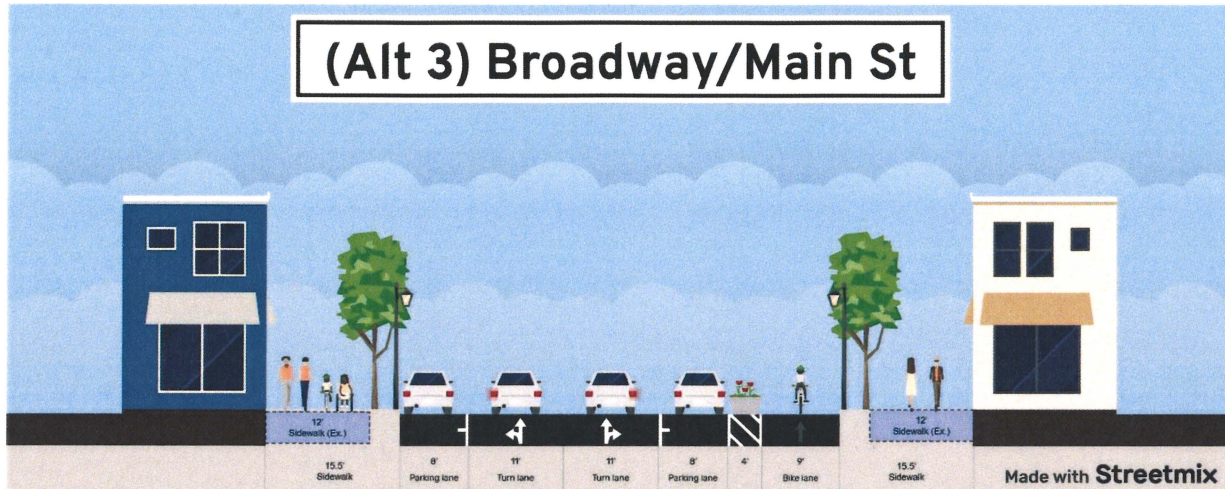 (Alt 3) Broadway/Main St
12'
Sidewalk (Ex.)
12'
Sidewalk (Ex.)
15.5'
Sidewalk
8'
Parking lane
11'
Turn lane
11'
Turn lane
8'
Parking lane
4'
9'
Bike lane
15.5'
Sidewalk
Made with Streetmix